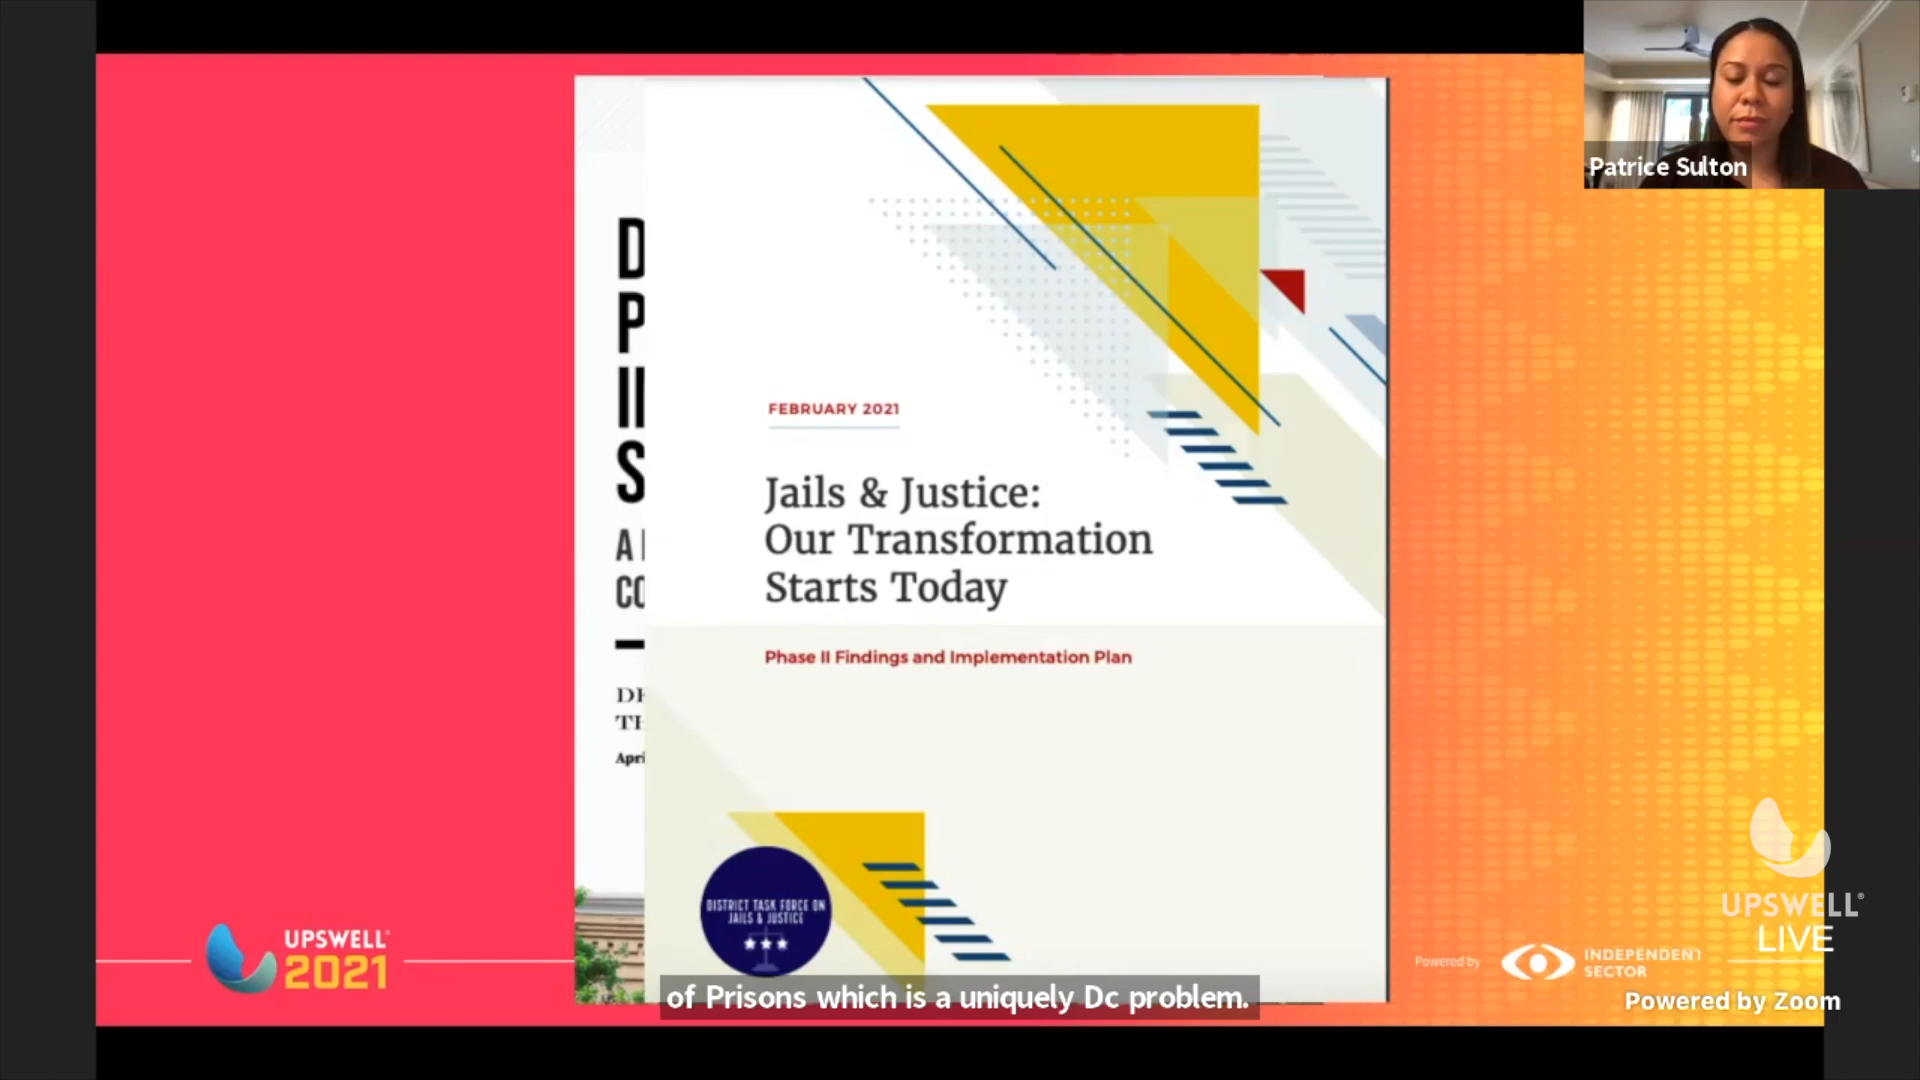 Patrice Sulton
D
P
S
A
CO
TH
Apri
FEBRUARY 2021
Jails & Justice:
Our Transformation
Starts Today
Phase II Findings and Implementation Plan
DISTRICT TASK FORCE ON
JAILS & JUSTICE
of Prisons which is a uniquely Dc problem.
UPSWELL
2021
Powered by
INDEPENDENT
SECTOR
UPSWELL®
LIVE
Powered by Zoom